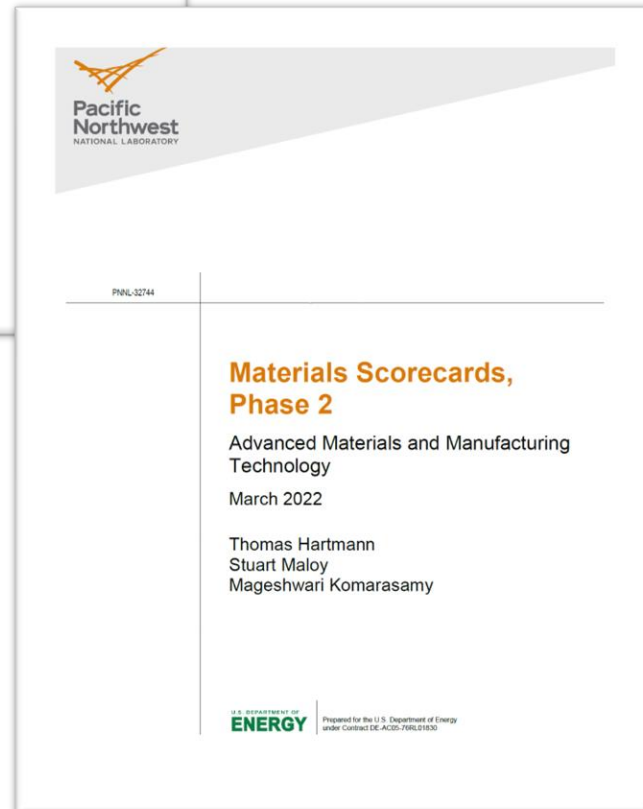 Pacific
Northwest
NATIONAL LABORATORY
PNNL-32744
Materials Scorecards,
Phase 2
Advanced Materials and Manufacturing
Technology
March 2022
Thomas Hartmann
Stuart Maloy
Mageshwari Komarasamy
U.S. DEPARTMENT OF
ENERGY
Prepared for the U.S. Department of Energy
under Contract DE-AC05-76RL01830